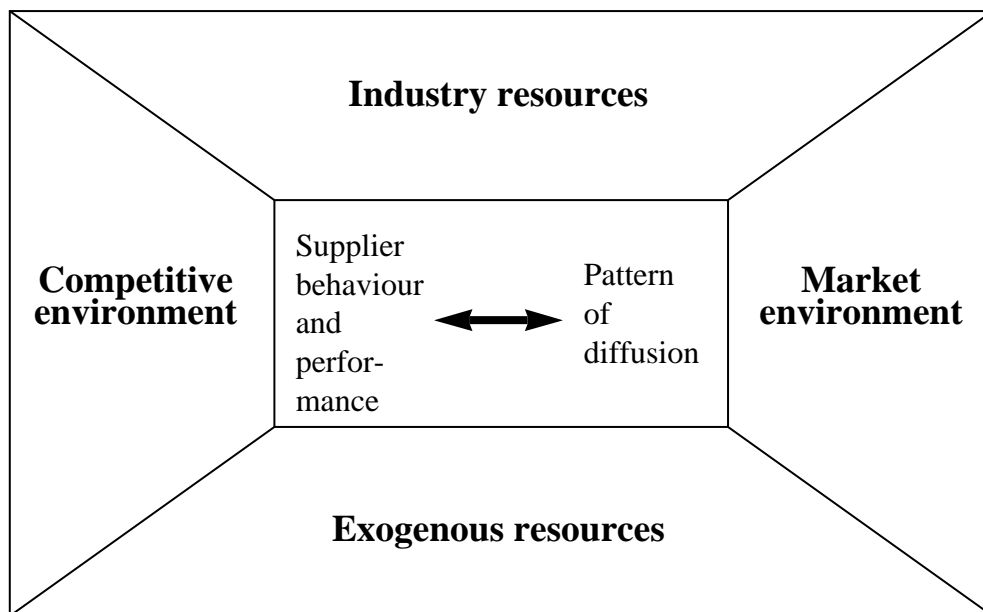 Industry resources
Competitive
environment
Supplier
behaviour
and
perfor-
mance
Pattern
of
diffusion
Market
environment
Exogenous resources